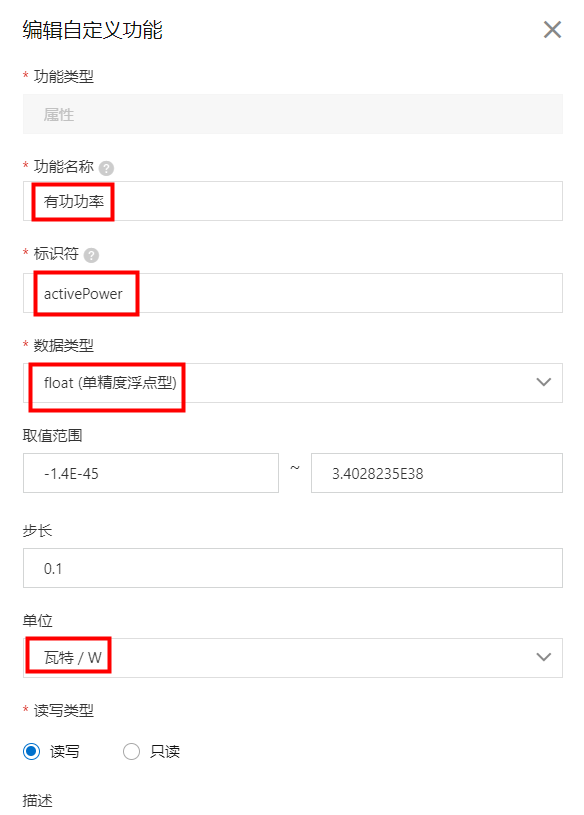 编辑自定义功能
* 功能类型
属性
* 功能名称 ?
有功功率
* 标识符 ?
activePower
* 数据类型
float (单精度浮点型)
取值范围
-1.4E-45 ~ 3.4028235E38
步长
0.1
单位
瓦特 / W
* 读写类型
读写 只读
描述